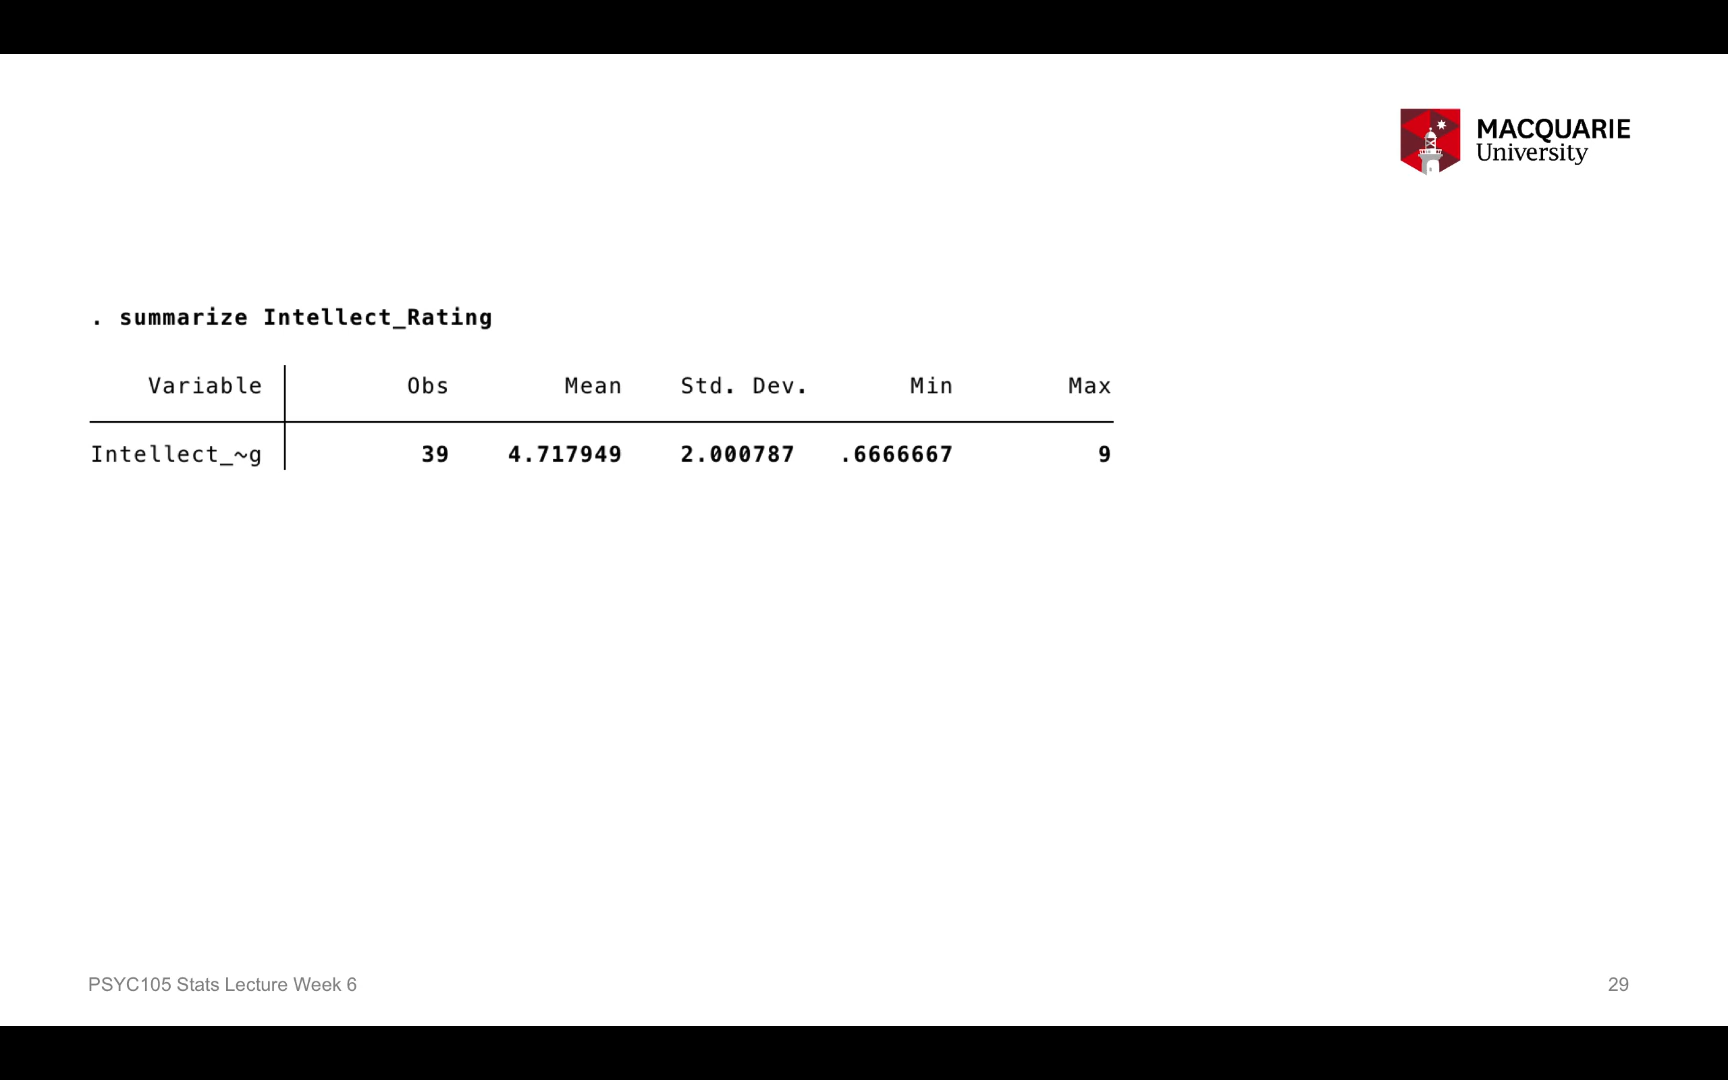 MACQUARIE
University
. summarize Intellect_Rating
Variable Obs Mean Std. Dev. Min Max
Intellect_~g 39 4.717949 2.000787 .6666667 9
PSYC105 Stats Lecture Week 6 29